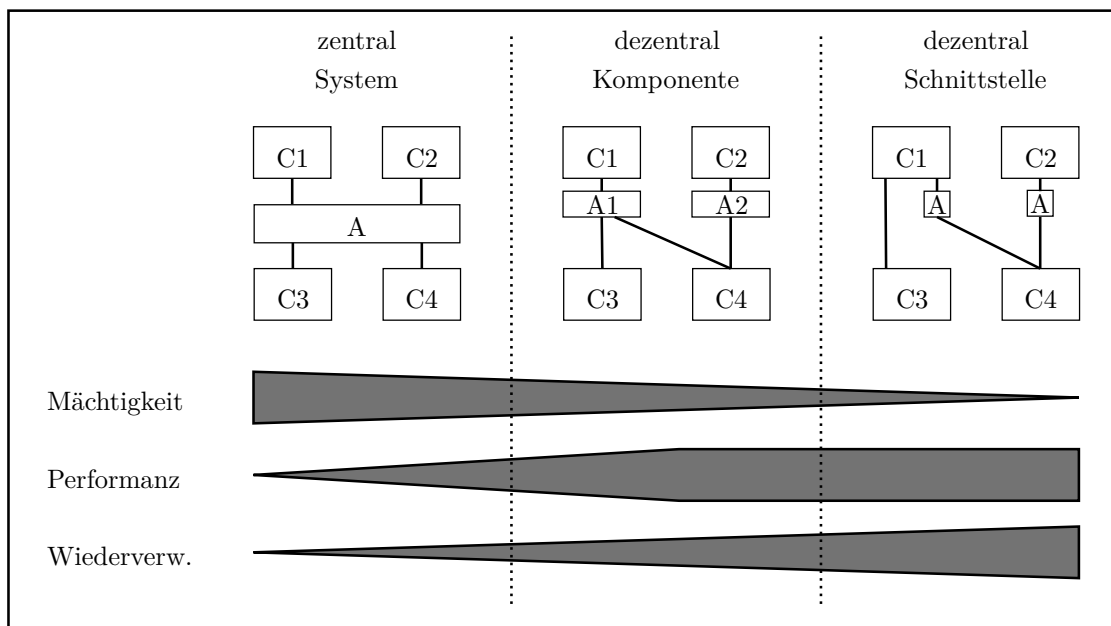 zentral dezentral dezentral
System Komponente Schnittstelle
C1 C2 C1 C2 C1 C2
A1 A2 A A
A
C3 C4 C3 C4 C3 C4
Mächtigkeit
Performanz
Wiederverw.